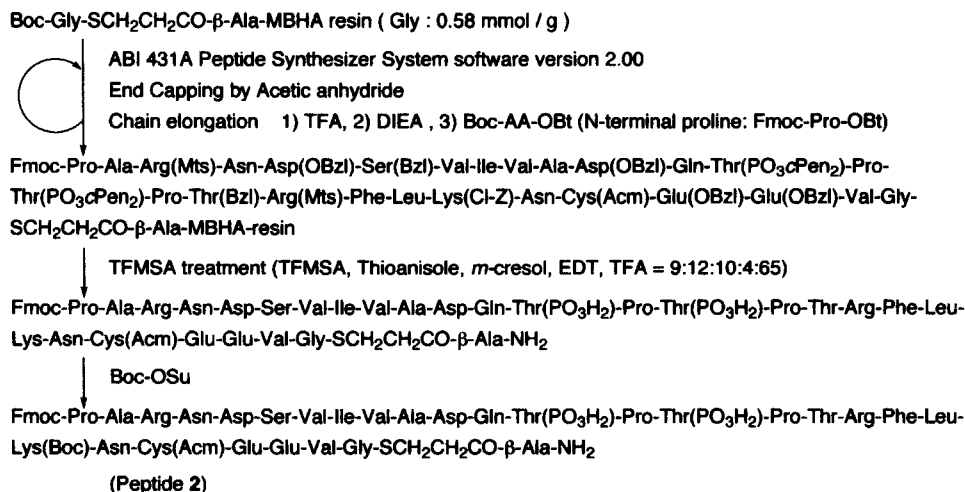 Boc-Gly-SCH2CH2CO-β-Ala-MBHA resin ( Gly : 0.58 mmol / g )
ABI 431A Peptide Synthesizer System software version 2.00
End Capping by Acetic anhydride
Chain elongation 1) TFA, 2) DIEA , 3) Boc-AA-OBt (N-terminal proline: Fmoc-Pro-OBt)
Fmoc-Pro-Ala-Arg(Mts)-Asn-Asp(OBzl)-Ser(Bzl)-Val-Ile-Val-Ala-Asp(OBzl)-Gln-Thr(PO3cPen2)-Pro-
Thr(PO3cPen2)-Pro-Thr(Bzl)-Arg(Mts)-Phe-Leu-Lys(Cl-Z)-Asn-Cys(Acm)-Glu(OBzl)-Glu(OBzl)-Val-Gly-
SCH2CH2CO-β-Ala-MBHA-resin
TFMSA treatment (TFMSA, Thioanisole, m-cresol, EDT, TFA = 9:12:10:4:65)
Fmoc-Pro-Ala-Arg-Asn-Asp-Ser-Val-Ile-Val-Ala-Asp-Gln-Thr(PO3H2)-Pro-Thr(PO3H2)-Pro-Thr-Arg-Phe-Leu-
Lys-Asn-Cys(Acm)-Glu-Glu-Val-Gly-SCH2CH2CO-β-Ala-NH2
Boc-OSu
Fmoc-Pro-Ala-Arg-Asn-Asp-Ser-Val-Ile-Val-Ala-Asp-Gln-Thr(PO3H2)-Pro-Thr(PO3H2)-Pro-Thr-Arg-Phe-Leu-
Lys(Boc)-Asn-Cys(Acm)-Glu-Glu-Val-Gly-SCH2CH2CO-β-Ala-NH2
(Peptide 2)